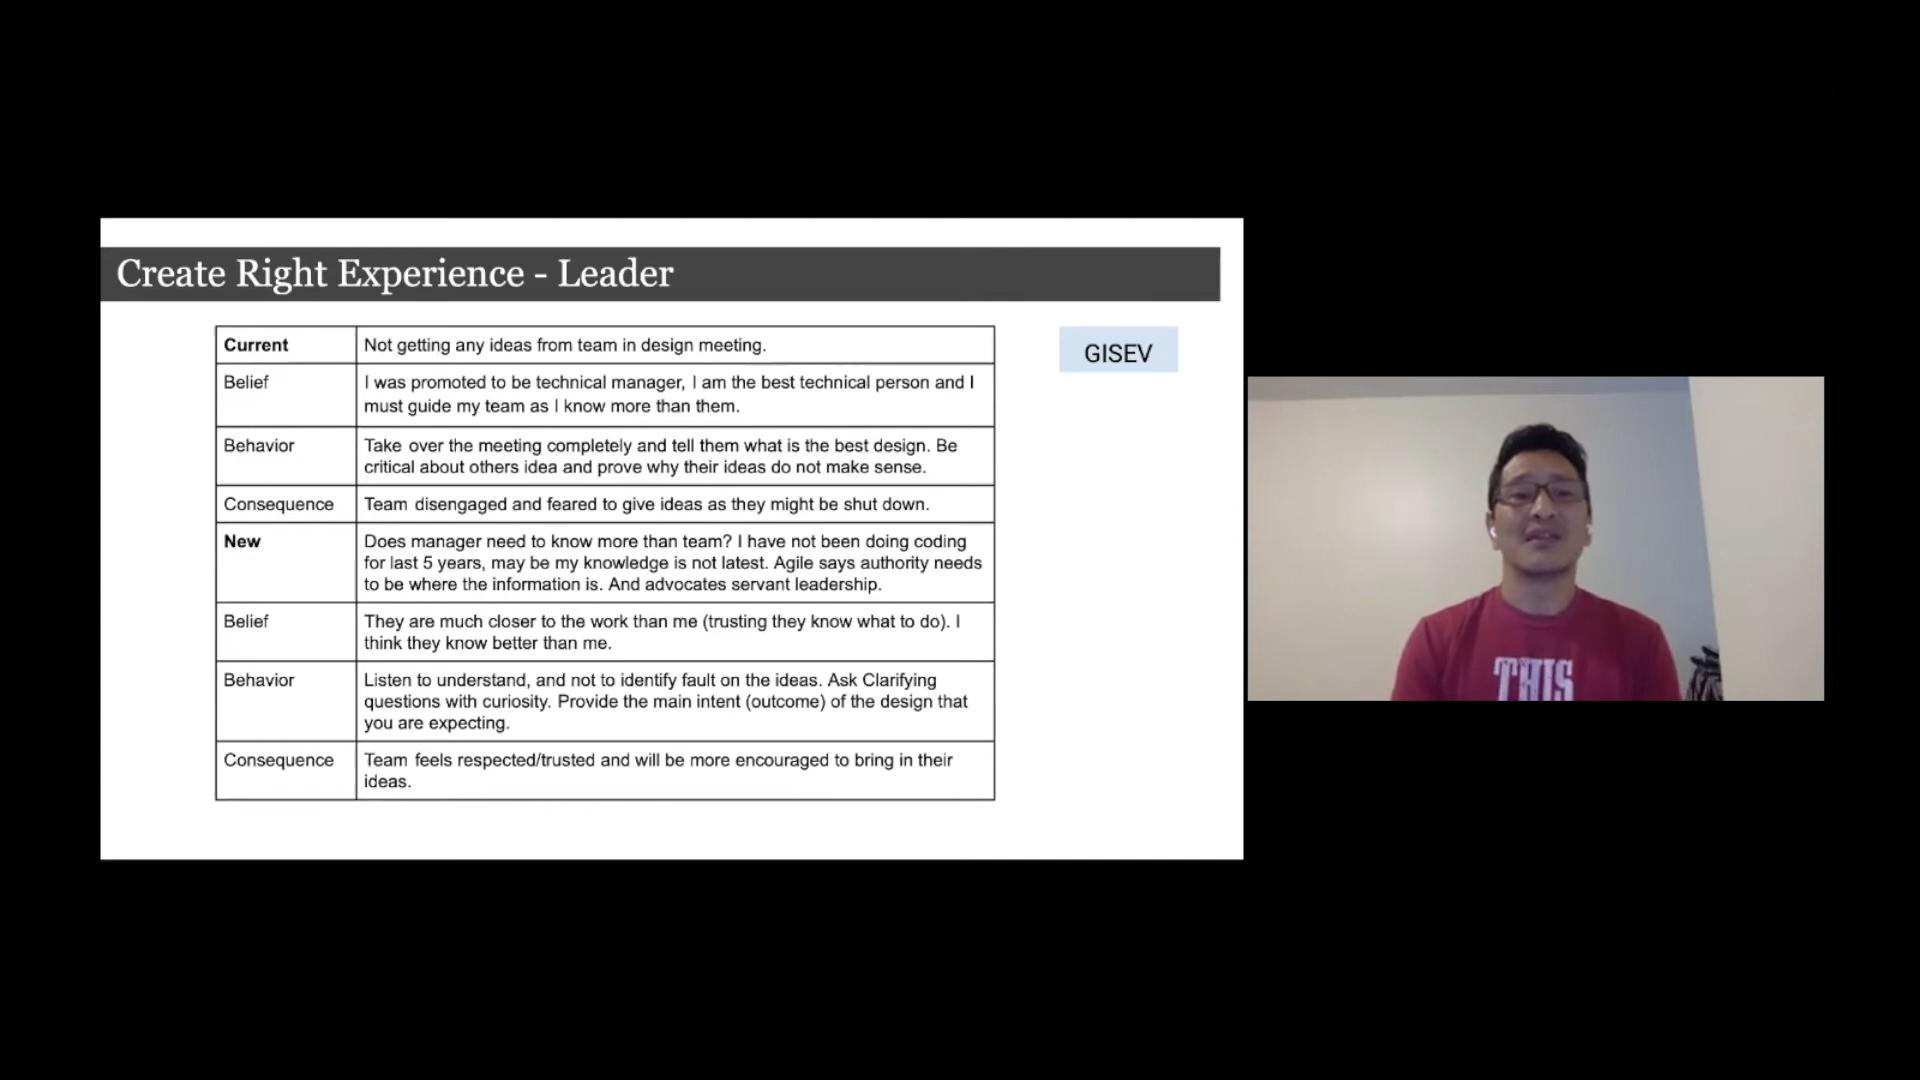 Create Right Experience - Leader
Current
Not getting any ideas from team in design meeting.
GISEV
Belief
I was promoted to be technical manager, I am the best technical person and I
must guide my team as I know more than them.
Behavior
Take over the meeting completely and tell them what is the best design. Be
critical about others idea and prove why their ideas do not make sense.
Consequence
Team disengaged and feared to give ideas as they might be shut down.
New
Does manager need to know more than team? I have not been doing coding
for last 5 years, may be my knowledge is not latest. Agile says authority needs
to be where the information is. And advocates servant leadership.
Belief
They are much closer to the work than me (trusting they know what to do). I
think they know better than me.
Behavior
Listen to understand, and not to identify fault on the ideas. Ask Clarifying
questions with curiosity. Provide the main intent (outcome) of the design that
you are expecting.
Consequence
Team feels respected/trusted and will be more encouraged to bring in their
ideas.
THIS